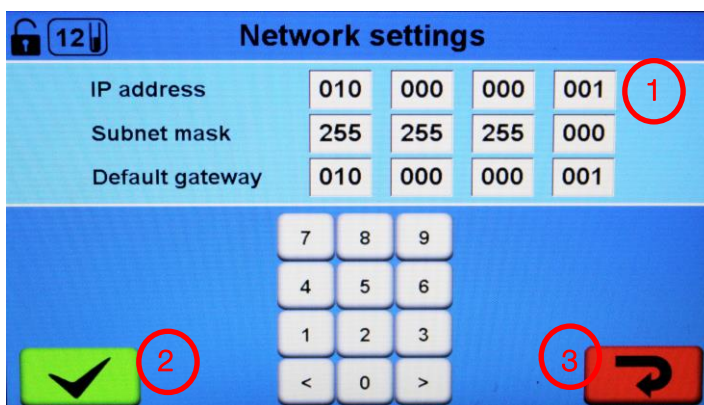 12 Network settings
IP address 010 000 000 001 1
Subnet mask 255 255 255 000
Default gateway 010 000 000 001
7 8 9
4 5 6
1 2 3
2 3
< 0 >